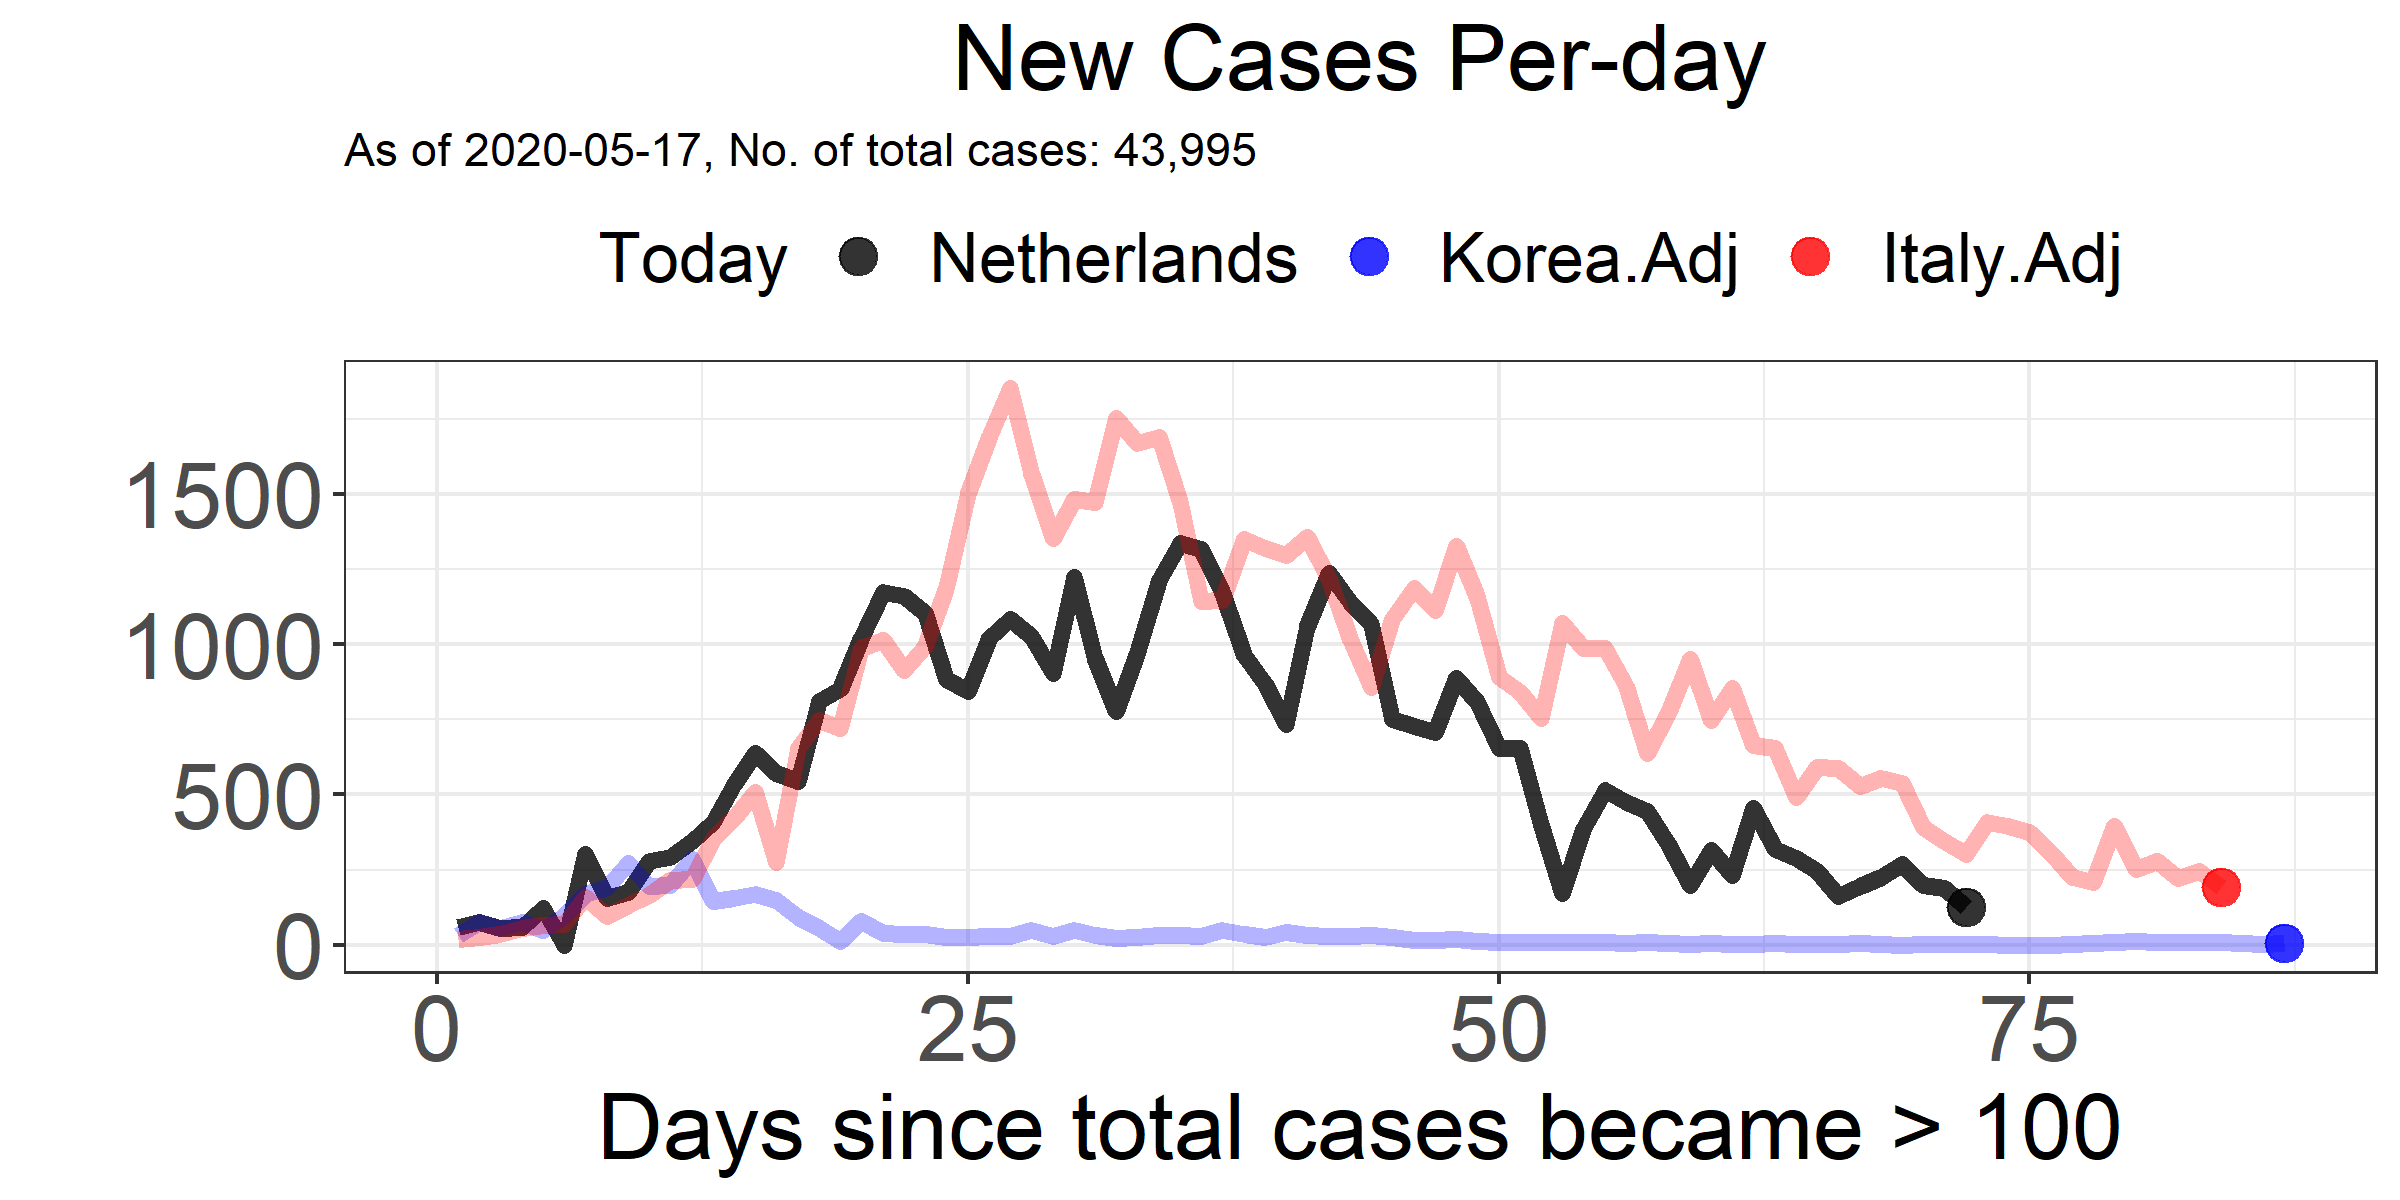 New Cases Per-day
As of 2020-05-17, No. of total cases: 43,995
Today Netherlands Korea.Adj Italy.Adj
1500
1000
500
0
0 25 50 75
Days since total cases became > 100